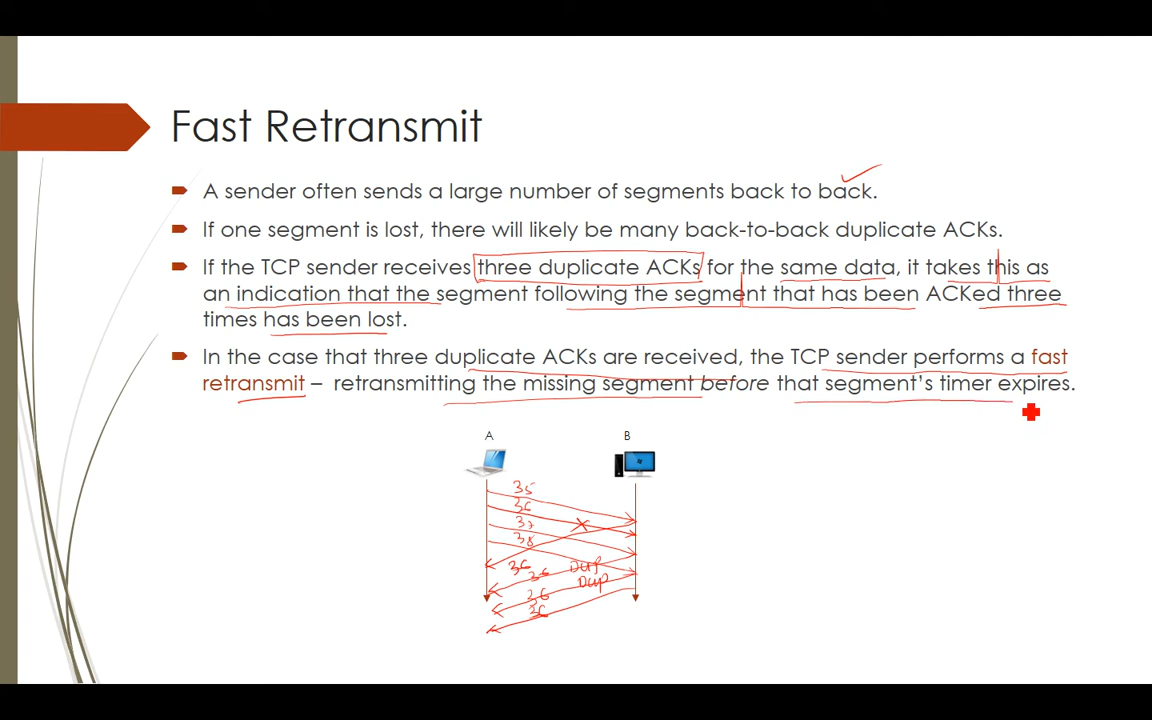 Fast Retransmit
A sender often sends a large number of segments back to back.
If one segment is lost, there will likely be many back-to-back duplicate ACKs.
If the TCP sender receives three duplicate ACKs for the same data, it takes this as
an indication that the segment following the segment that has been ACKed three
times has been lost.
In the case that three duplicate ACKs are received, the TCP sender performs a fast
retransmit – retransmitting the missing segment before that segment's timer expires.
A B
35
36
37
38
36
36 Dup
Dup
36
36